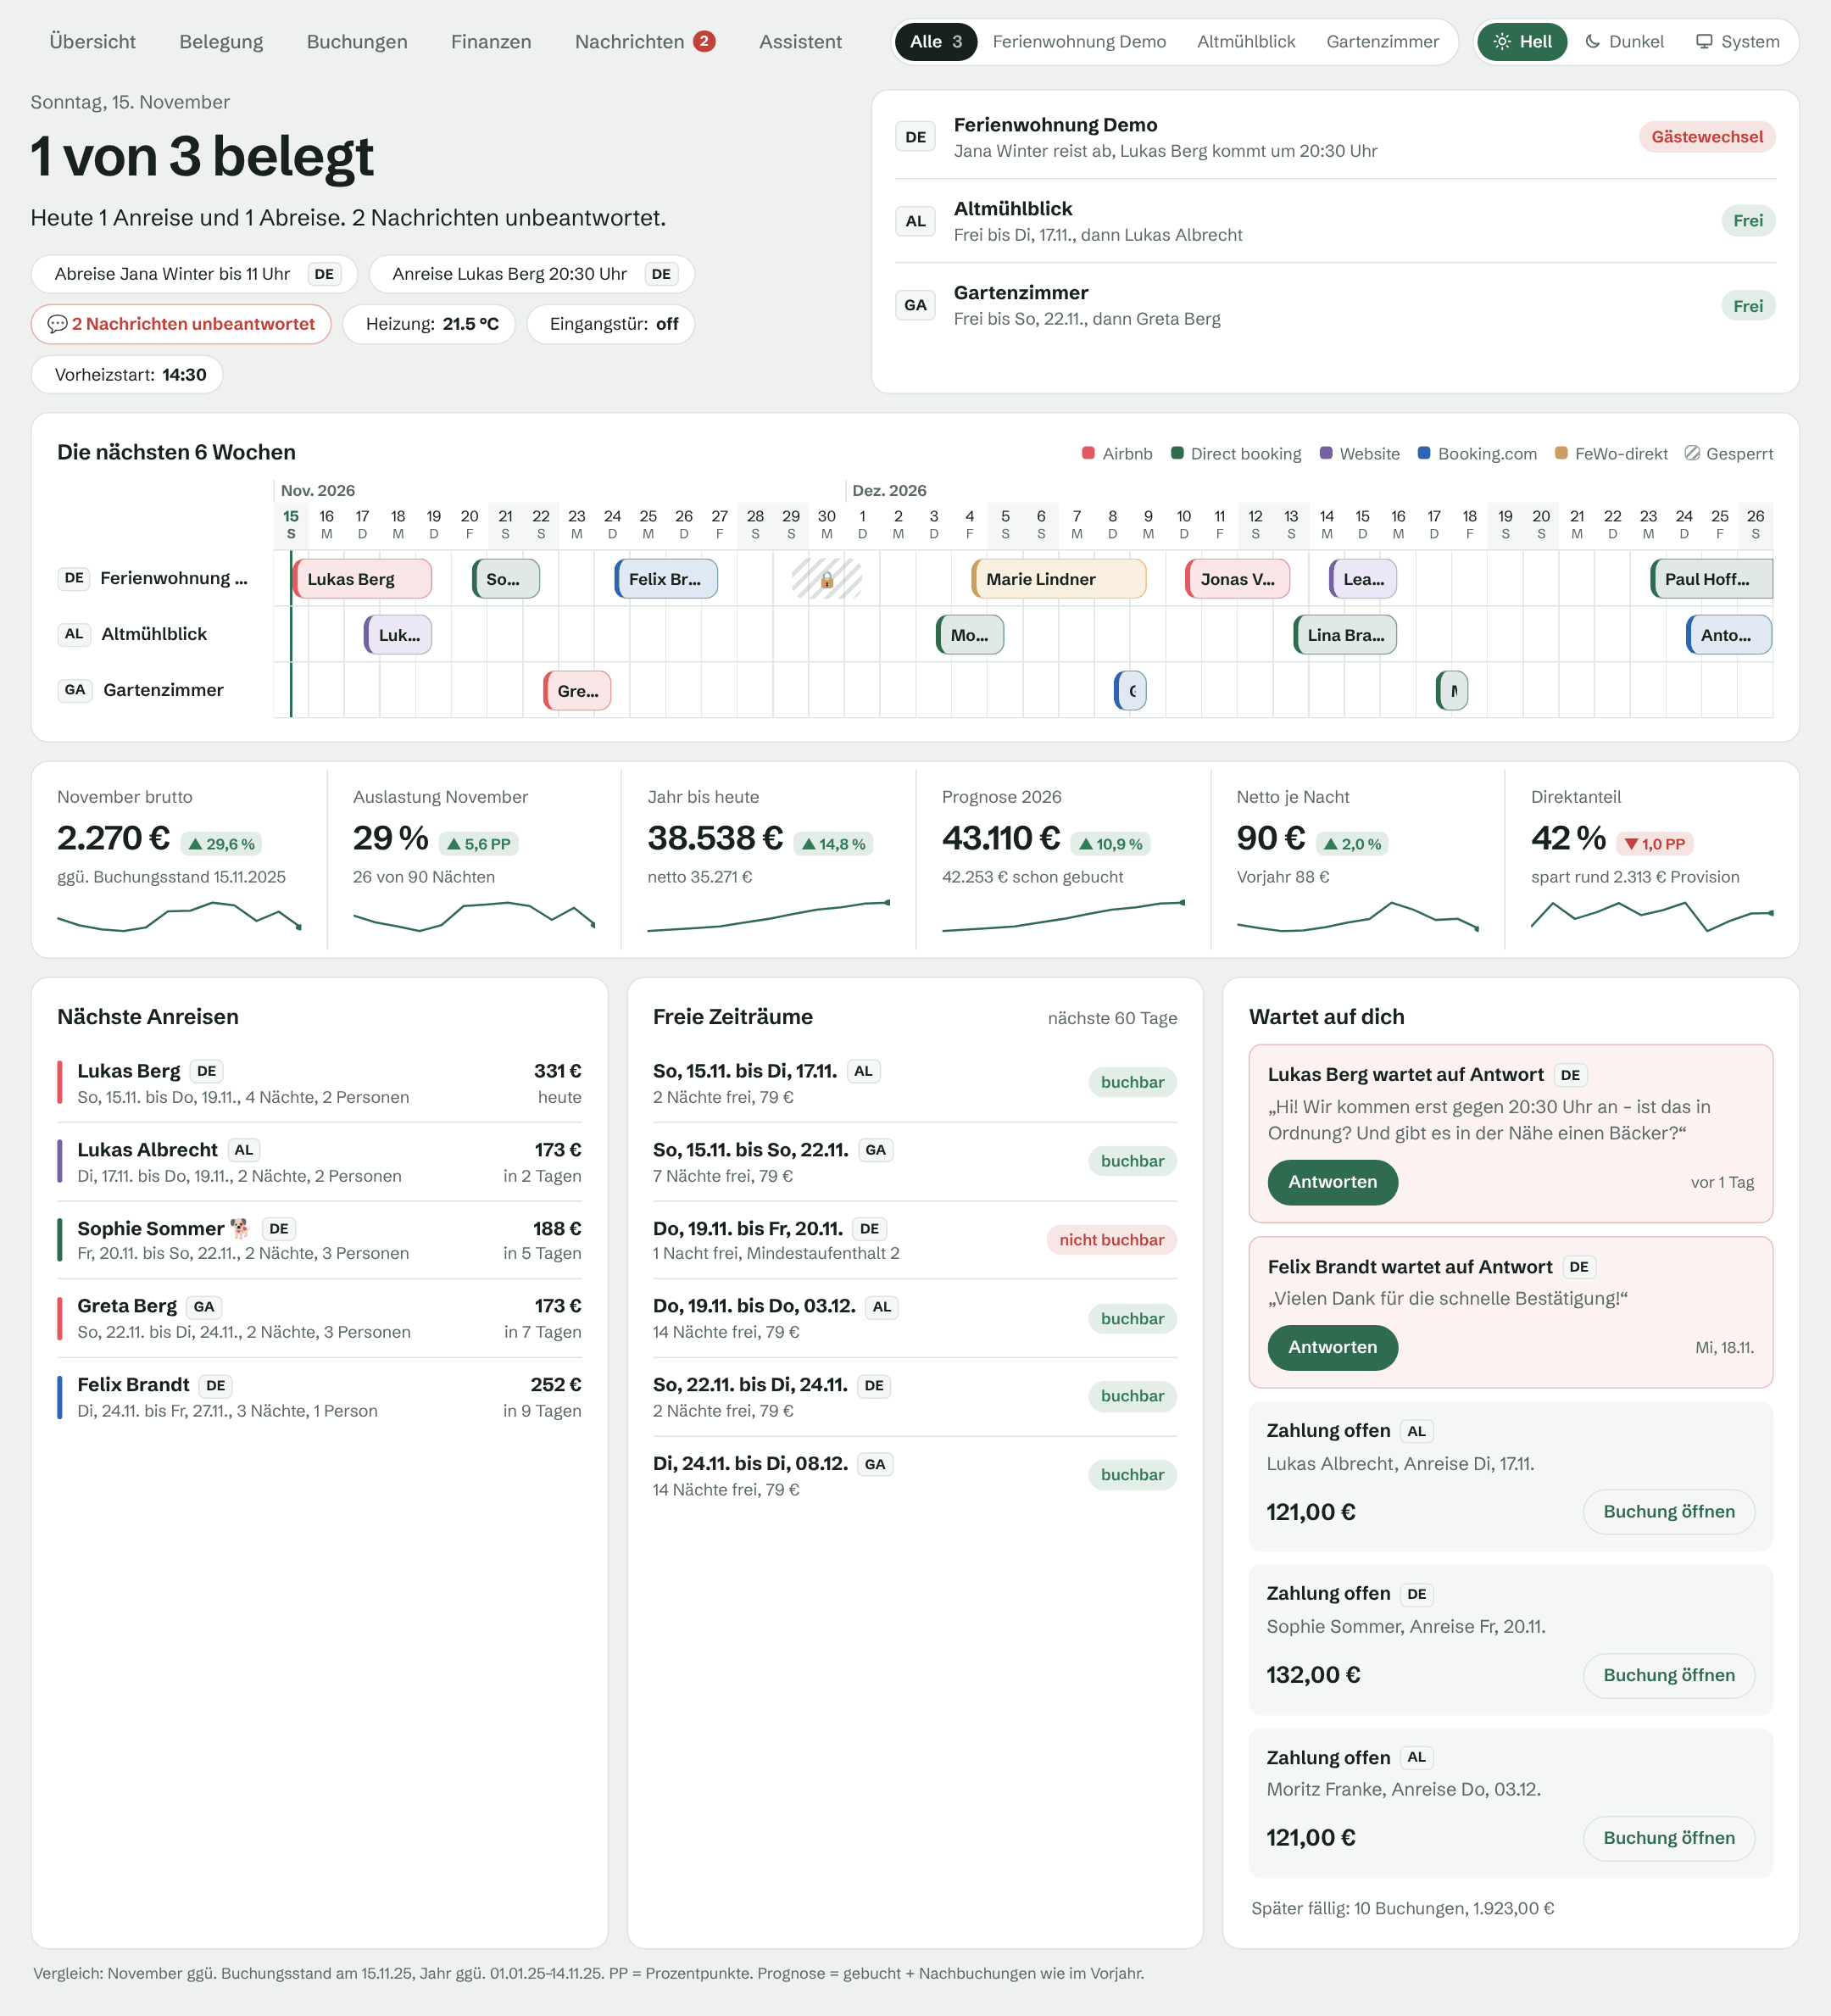 Übersicht Belegung Buchungen Finanzen Nachrichten 2 Assistent Alle 3 Ferienwohnung Demo Altmühlblick Gartenzimmer Hell Dunkel System
Sonntag, 15. November
1 von 3 belegt
Heute 1 Anreise und 1 Abreise. 2 Nachrichten unbeantwortet.
Abreise Jana Winter bis 11 Uhr DE Anreise Lukas Berg 20:30 Uhr DE
💬 2 Nachrichten unbeantwortet Heizung: 21.5 °C Eingangstür: off
Vorheizstart: 14:30
DE Ferienwohnung Demo Gästewechsel
Jana Winter reist ab, Lukas Berg kommt um 20:30 Uhr
AL Altmühlblick Frei
Frei bis Di, 17.11., dann Lukas Albrecht
GA Gartenzimmer Frei
Frei bis So, 22.11., dann Greta Berg
Die nächsten 6 Wochen Airbnb Direct booking Website Booking.com FeWo-direkt Gesperrt
Nov. 2026 Dez. 2026
15 16 17 18 19 20 21 22 23 24 25 26 27 28 29 30 1 2 3 4 5 6 7 8 9 10 11 12 13 14 15 16 17 18 19 20 21 22 23 24 25 26
S M D M D F S S M D M D F S S M D M D F S S M D M D F S S M D M D F S S M D M D F S
DE Ferienwohnung ... Lukas Berg So... Felix Br... Marie Lindner Jonas V... Lea... Paul Hoff...
AL Altmühlblick Luk... Mo... Lina Bra... Anto...
GA Gartenzimmer Gre...
November brutto Auslastung November Jahr bis heute Prognose 2026 Netto je Nacht Direktanteil
2.270 € ▲ 29,6 % 29 % ▲ 5,6 PP 38.538 € ▲ 14,8 % 43.110 € ▲ 10,9 % 90 € ▲ 2,0 % 42 % ▼ 1,0 PP
ggü. Buchungsstand 15.11.2025 26 von 90 Nächten netto 35.271 € 42.253 € schon gebucht Vorjahr 88 € spart rund 2.313 € Provision
Nächste Anreisen
Lukas Berg DE 331 €
So, 15.11. bis Do, 19.11., 4 Nächte, 2 Personen heute
Lukas Albrecht AL 173 €
Di, 17.11. bis Do, 19.11., 2 Nächte, 2 Personen in 2 Tagen
Sophie Sommer 🐕 DE 188 €
Fr, 20.11. bis So, 22.11., 2 Nächte, 3 Personen in 5 Tagen
Greta Berg GA 173 €
So, 22.11. bis Di, 24.11., 2 Nächte, 3 Personen in 7 Tagen
Felix Brandt DE 252 €
Di, 24.11. bis Fr, 27.11., 3 Nächte, 1 Person in 9 Tagen
Freie Zeiträume nächste 60 Tage
So, 15.11. bis Di, 17.11. AL buchbar
2 Nächte frei, 79 €
So, 15.11. bis So, 22.11. GA buchbar
7 Nächte frei, 79 €
Do, 19.11. bis Fr, 20.11. DE nicht buchbar
1 Nacht frei, Mindestaufenthalt 2
Do, 19.11. bis Do, 03.12. AL buchbar
14 Nächte frei, 79 €
So, 22.11. bis Di, 24.11. DE buchbar
2 Nächte frei, 79 €
Di, 24.11. bis Di, 08.12. GA buchbar
14 Nächte frei, 79 €
Wartet auf dich
Lukas Berg wartet auf Antwort DE
„Hi! Wir kommen erst gegen 20:30 Uhr an – ist das in
Ordnung? Und gibt es in der Nähe einen Bäcker?“
Antworten vor 1 Tag
Felix Brandt wartet auf Antwort DE
„Vielen Dank für die schnelle Bestätigung!“
Antworten Mi, 18.11.
Zahlung offen AL
Lukas Albrecht, Anreise Di, 17.11.
121,00 € Buchung öffnen
Zahlung offen DE
Sophie Sommer, Anreise Fr, 20.11.
132,00 € Buchung öffnen
Zahlung offen AL
Moritz Franke, Anreise Do, 03.12.
121,00 € Buchung öffnen
Später fällig: 10 Buchungen, 1.923,00 €
Vergleich: November ggü. Buchungsstand am 15.11.25, Jahr ggü. 01.01.25–14.11.25. PP = Prozentpunkte. Prognose = gebucht + Nachbuchungen wie im Vorjahr.